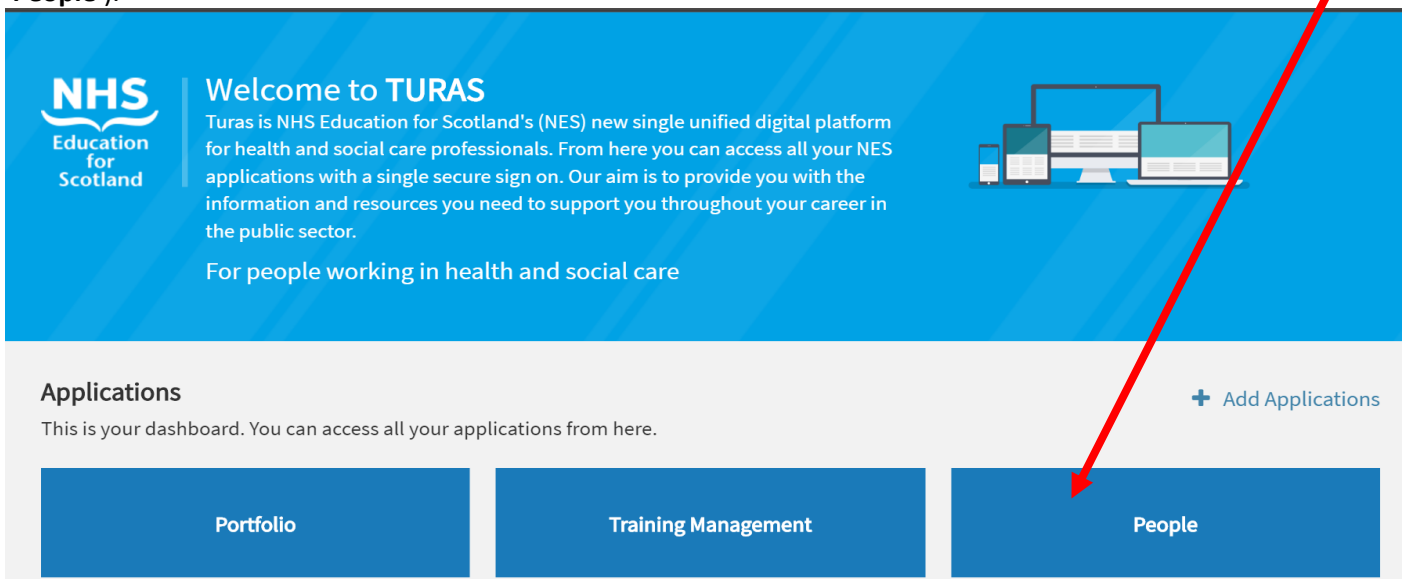 'People').
NHS
Education
for
Scotland
Welcome to TURAS
Turas is NHS Education for Scotland's (NES) new single unified digital platform
for health and social care professionals. From here you can access all your NES
applications with a single secure sign on. Our aim is to provide you with the
information and resources you need to support you throughout your career in
the public sector.
For people working in health and social care
Applications
+ Add Applications
This is your dashboard. You can access all your applications from here.
Portfolio
Training Management
People